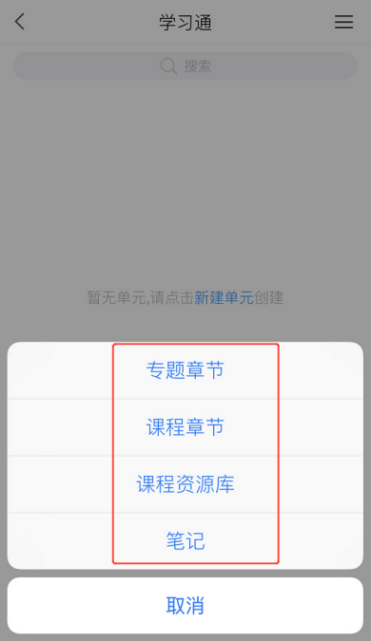 学习通
搜索
暂无单元,请点击新建单元创建
专题章节
课程章节
课程资源库
笔记
取消